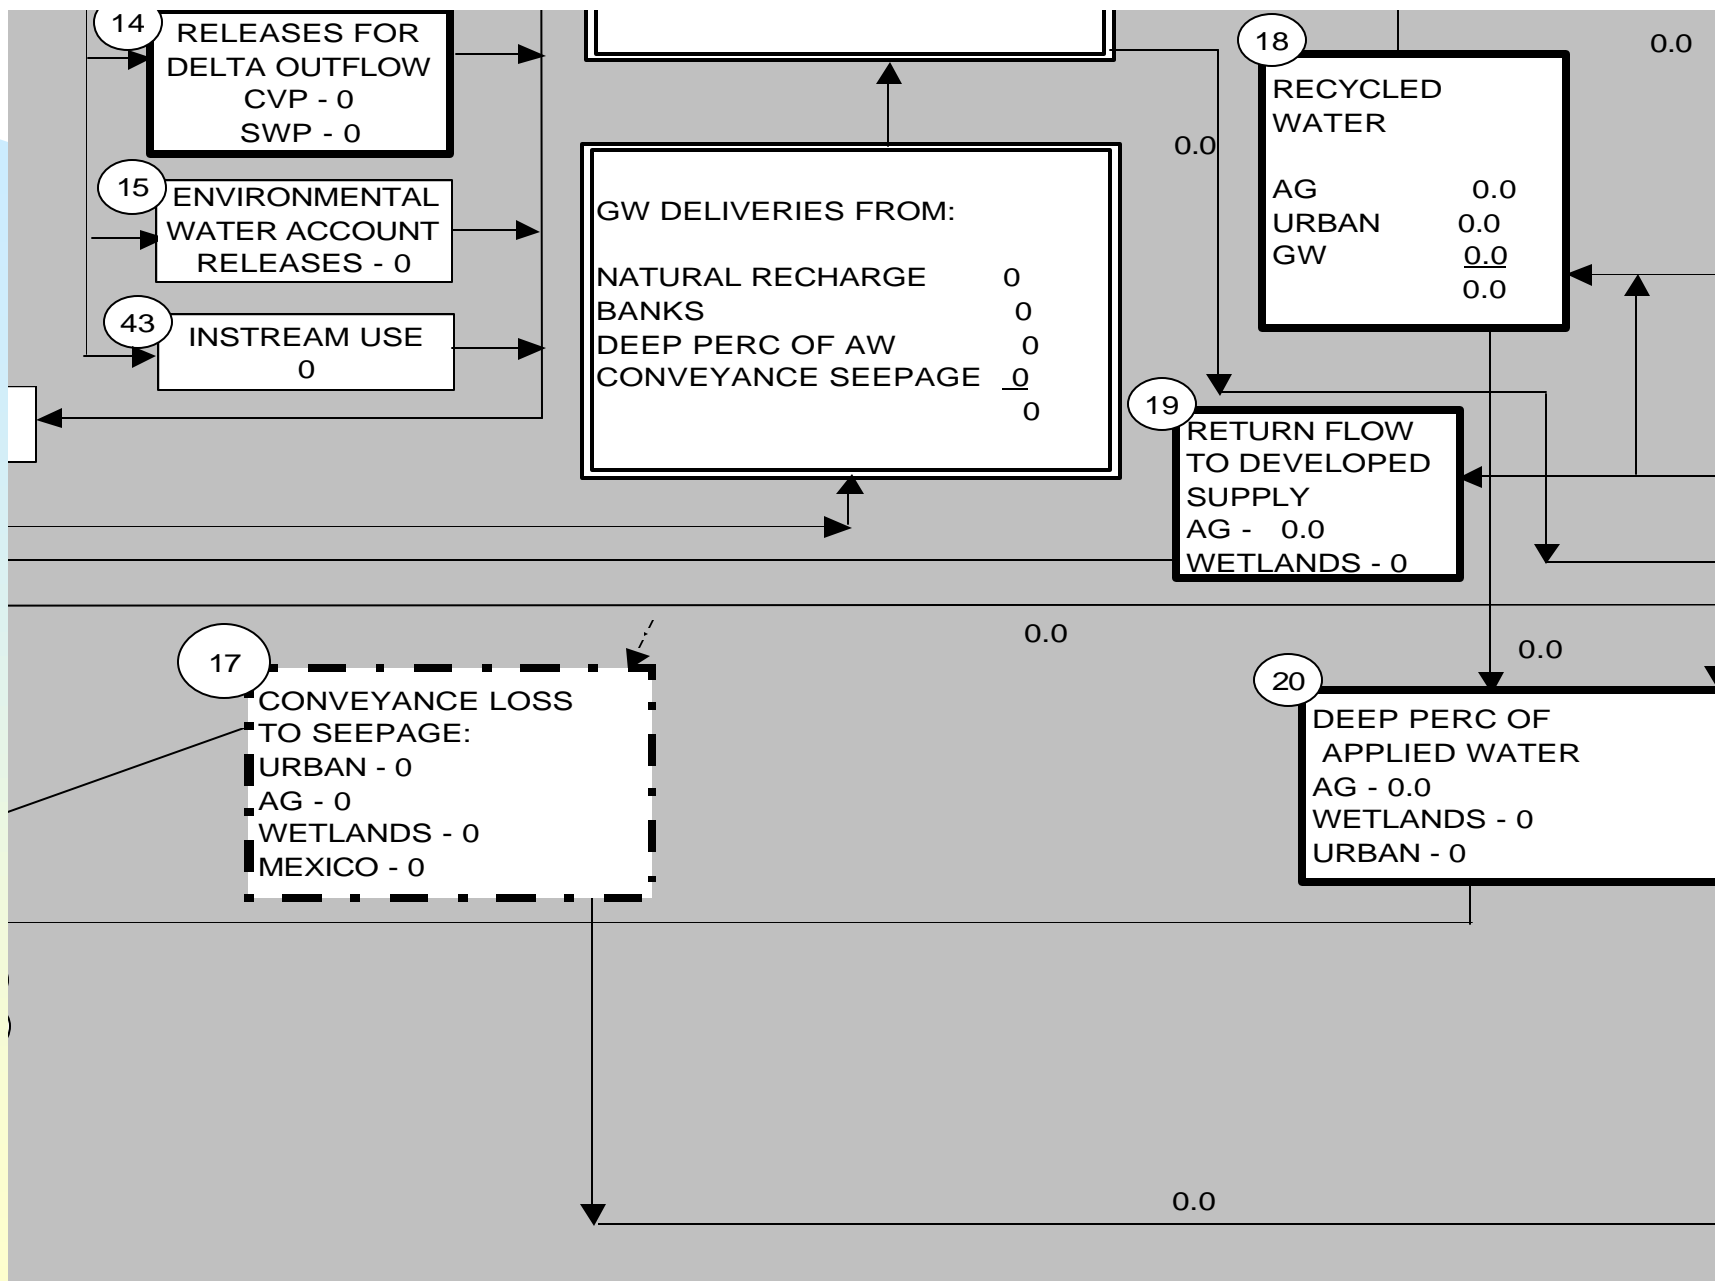 14
RELEASES FOR
DELTA OUTFLOW
CVP - 0
SWP - 0
15
ENVIRONMENTAL
WATER ACCOUNT
RELEASES - 0
43
INSTREAM USE
0
GW DELIVERIES FROM:
NATURAL RECHARGE 0
BANKS 0
DEEP PERC OF AW 0
CONVEYANCE SEEPAGE 0
0
0.0
18
RECYCLED
WATER
AG 0.0
URBAN 0.0
GW 0.0
0.0
0.0
19
RETURN FLOW
TO DEVELOPED
SUPPLY
AG - 0.0
WETLANDS - 0
0.0
0.0
17
CONVEYANCE LOSS
TO SEEPAGE:
URBAN - 0
AG - 0
WETLANDS - 0
MEXICO - 0
20
DEEP PERC OF
APPLIED WATER
AG - 0.0
WETLANDS - 0
URBAN - 0
0.0